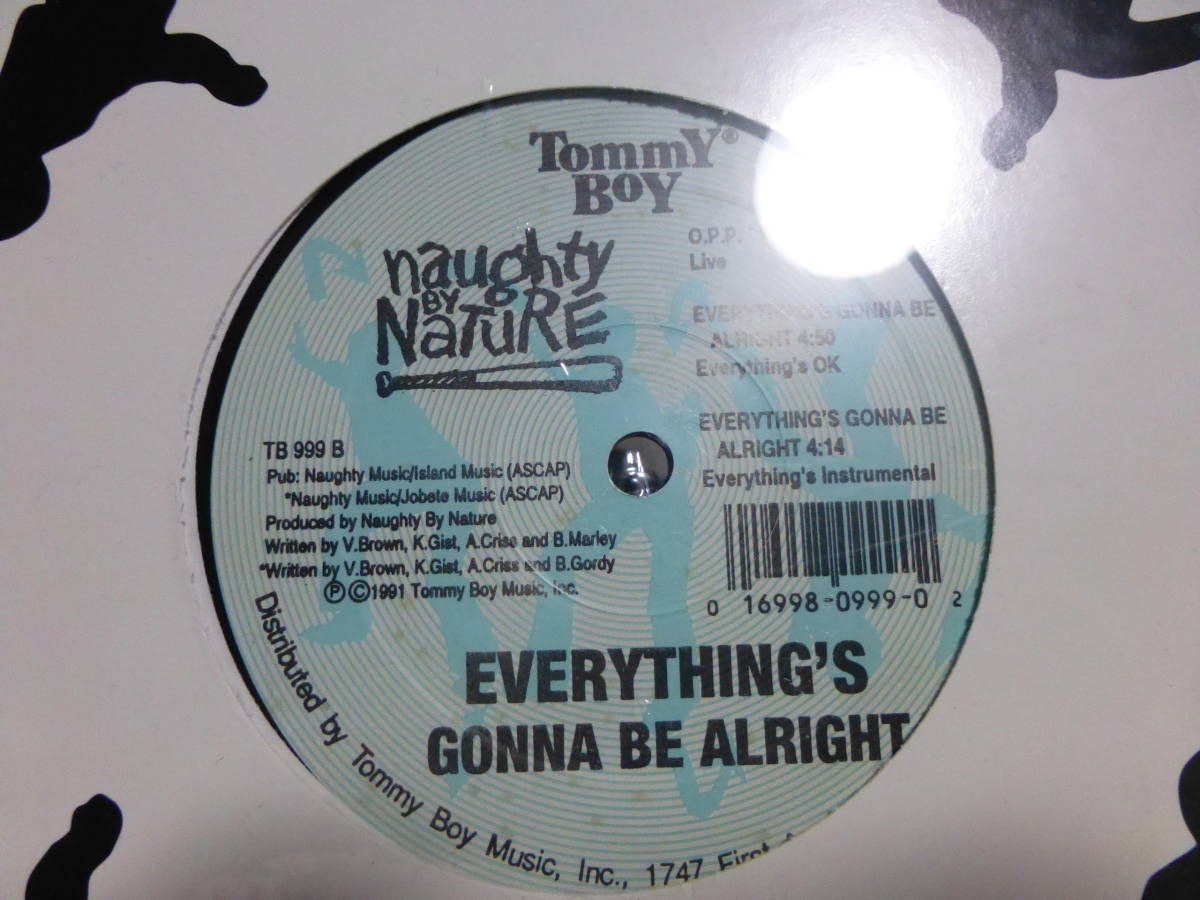 Tommy®
Boy
naughty
BY
NATURE
O.P.P.
Live
EVERYTHING'S GONNA BE
ALRIGHT 4:50
Everything's OK
EVERYTHING'S GONNA BE
ALRIGHT 4:14
Everything's Instrumental
TB 999 B
Pub: Naughty Music/Island Music (ASCAP)
*Naughty Music/Jobete Music (ASCAP)
Produced by Naughty By Nature
Written by V.Brown, K.Gist, A.Criss and B.Marley
*Written by V.Brown, K.Gist, A.Criss and B.Gordy
℗©1991 Tommy Boy Music, Inc.
0 16998-0999-0 2
EVERYTHING'S
GONNA BE ALRIGHT
Distributed by Tommy Boy Music, Inc., 1747 First